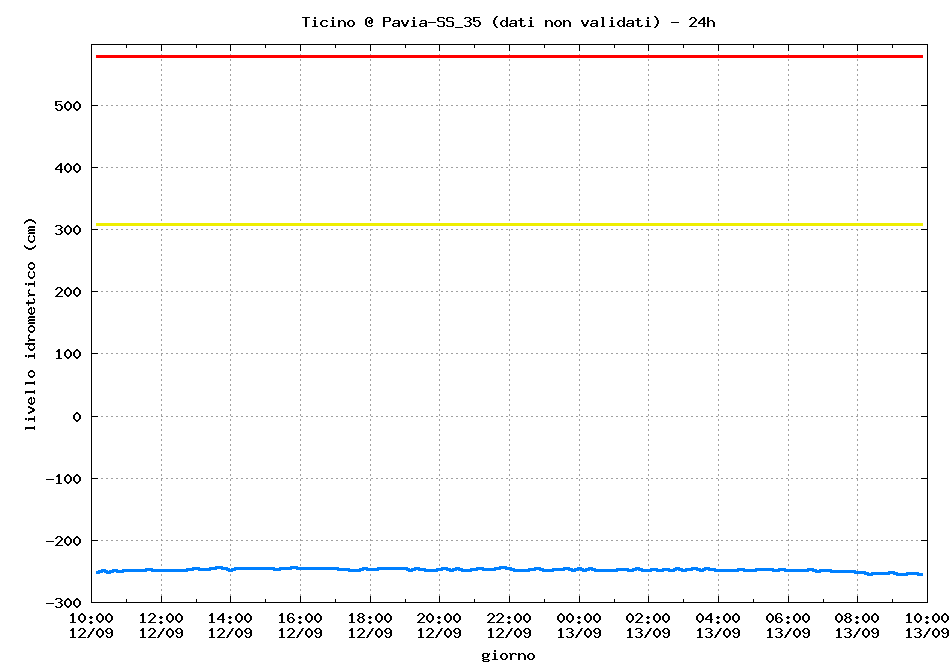 Ticino @ Pavia-SS_35 (dati non validati) - 24h
livello idrometrico (cm)
500
400
300
200
100
0
-100
-200
-300
10:00 12:00 14:00 16:00 18:00 20:00 22:00 00:00 02:00 04:00 06:00 08:00 10:00
12/09 12/09 12/09 12/09 12/09 12/09 12/09 13/09 13/09 13/09 13/09 13/09 13/09
giorno